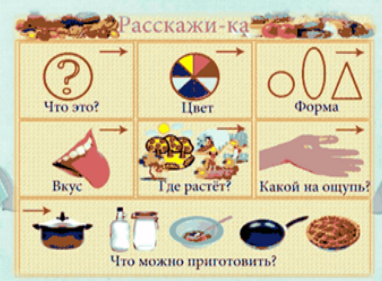 Расскажи-ка
Что это?
Цвет
Форма
Вкус
Где растёт?
Какой на ощупь?
Что можно приготовить?